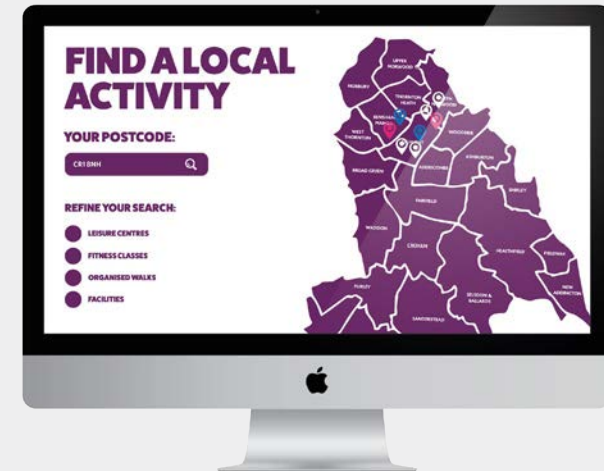 FIND A LOCAL
ACTIVITY
YOUR POSTCODE:
CR1 8NH
REFINE YOUR SEARCH:
LEISURE CENTRES
FITNESS CLASSES
ORGANISED WALKS
FACILITIES
UPPER
NORWOOD
NORBURY
THORNTON
HEATH
WEST
THORNTON
WOODSIDE
ASHBURTON
BROAD GREEN
ADDISCOMBE
SHIRLEY
FAIRFIELD
WADDON
CROHAM
HEATHFIELD
FIELDWAY
NEW
ADDINGTON
PURLEY
SELSDON &
BALLARDS
SANDERSTEAD